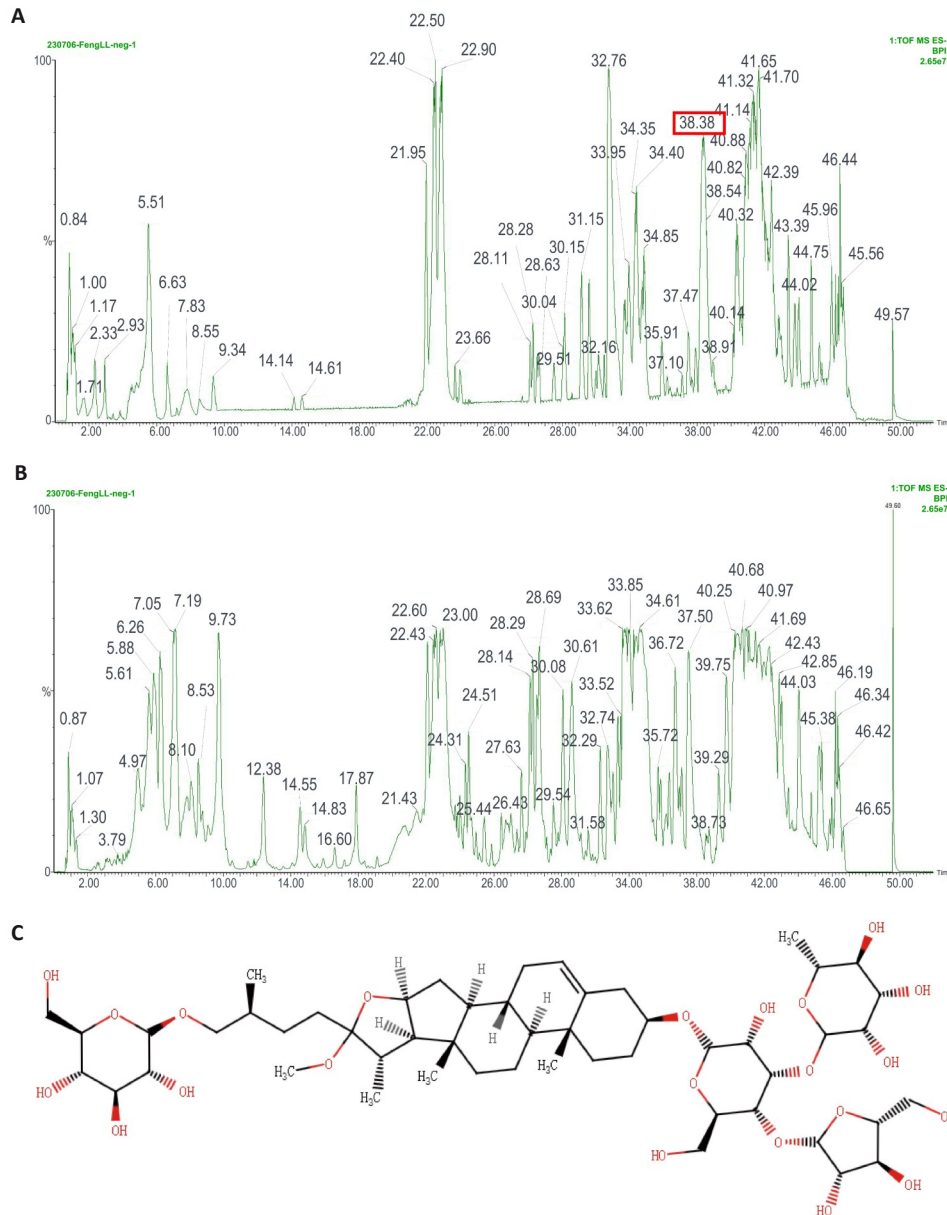 A
230706-FengLL-neg-1
1:TOF MS ES-
BPI
2.65e7
100
%
0
0.84
1.00
1.17
1.71
2.33
2.93
5.51
6.63
7.83
8.55
9.34
14.14
14.61
21.95
22.40
22.50
22.90
23.66
28.11
28.28
28.63
29.51
30.04
30.15
31.15
32.16
32.76
33.95
34.35
34.40
34.85
35.91
37.10
37.47
38.38
38.54
38.91
40.14
40.32
40.82
40.88
41.14
41.32
41.65
41.70
42.39
43.39
44.02
44.75
45.96
46.44
45.56
49.57
2.00 6.00 10.00 14.00 18.00 22.00 26.00 30.00 34.00 38.00 42.00 46.00 50.00 Tim
B
230706-FengLL-neg-1
1:TOF MS ES-
BPI
2.65e7
100
%
0
0.87
1.07
1.30
3.79
4.97
5.61
5.88
6.26
7.05
7.19
8.10
8.53
9.73
12.38
14.55
14.83
16.60
17.87
21.43
22.43
22.60
23.00
24.31
24.51
25.44
26.43
27.63
28.14
28.29
28.69
29.54
30.08
30.61
31.58
32.29
32.74
33.52
33.62
33.85
34.61
35.72
36.72
37.50
38.73
39.29
39.75
40.25
40.68
40.97
41.69
42.43
42.85
44.03
45.38
46.19
46.34
46.42
46.65
49.60
2.00 6.00 10.00 14.00 18.00 22.00 26.00 30.00 34.00 38.00 42.00 46.00 50.00 Tim
C
OH
O
HO
OH
OH
O
CH₃
O
H
H
H₃C
O
H₃C
H₃C
H
H
H
CH₃
O
OH
O
HO
O
O
H₃C
OH
OH
OH
O
O
O
HO
OH
O